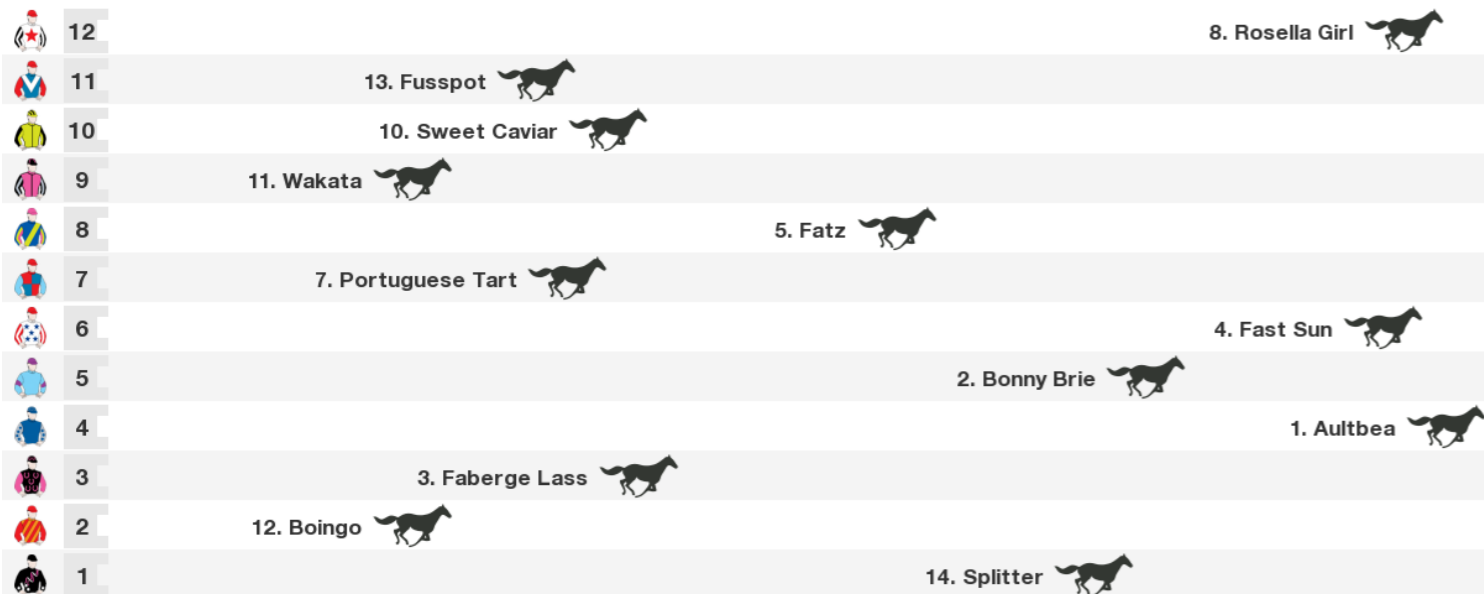 12 8. Rosella Girl
11 13. Fusspot
10 10. Sweet Caviar
9 11. Wakata
8 5. Fatz
7 7. Portuguese Tart
6 4. Fast Sun
5 2. Bonny Brie
4 1. Aultbea
3 3. Faberge Lass
2 12. Boingo
1 14. Splitter